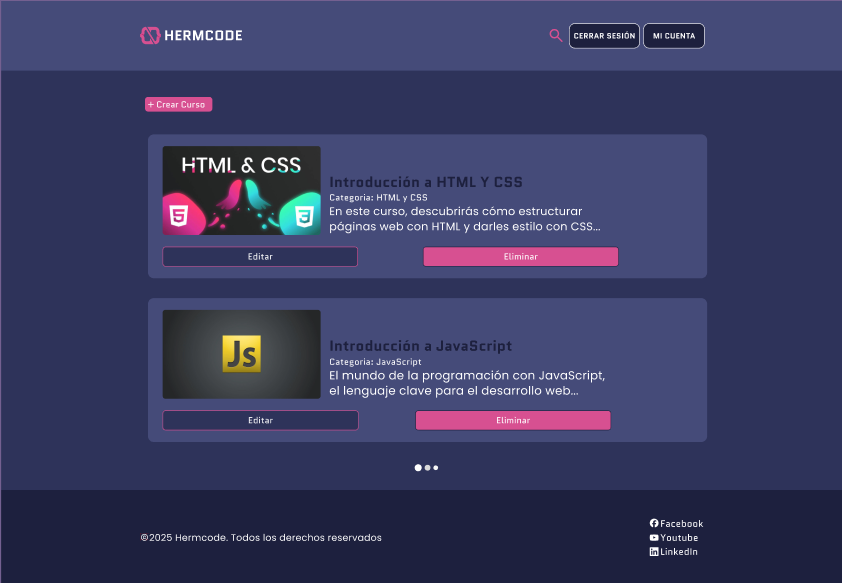 HERMCODE
CERRAR SESIÓN
MI CUENTA
+ Crear Curso
HTML & CSS
5
3
Introducción a HTML Y CSS
Categoria: HTML y CSS
En este curso, descubrirás cómo estructurar
páginas web con HTML y darles estilo con CSS...
Editar
Eliminar
Js
Introducción a JavaScript
Categoria: JavaScript
El mundo de la programación con JavaScript,
el lenguaje clave para el desarrollo web...
Editar
Eliminar
©2025 Hermcode. Todos los derechos reservados
Facebook
Youtube
LinkedIn